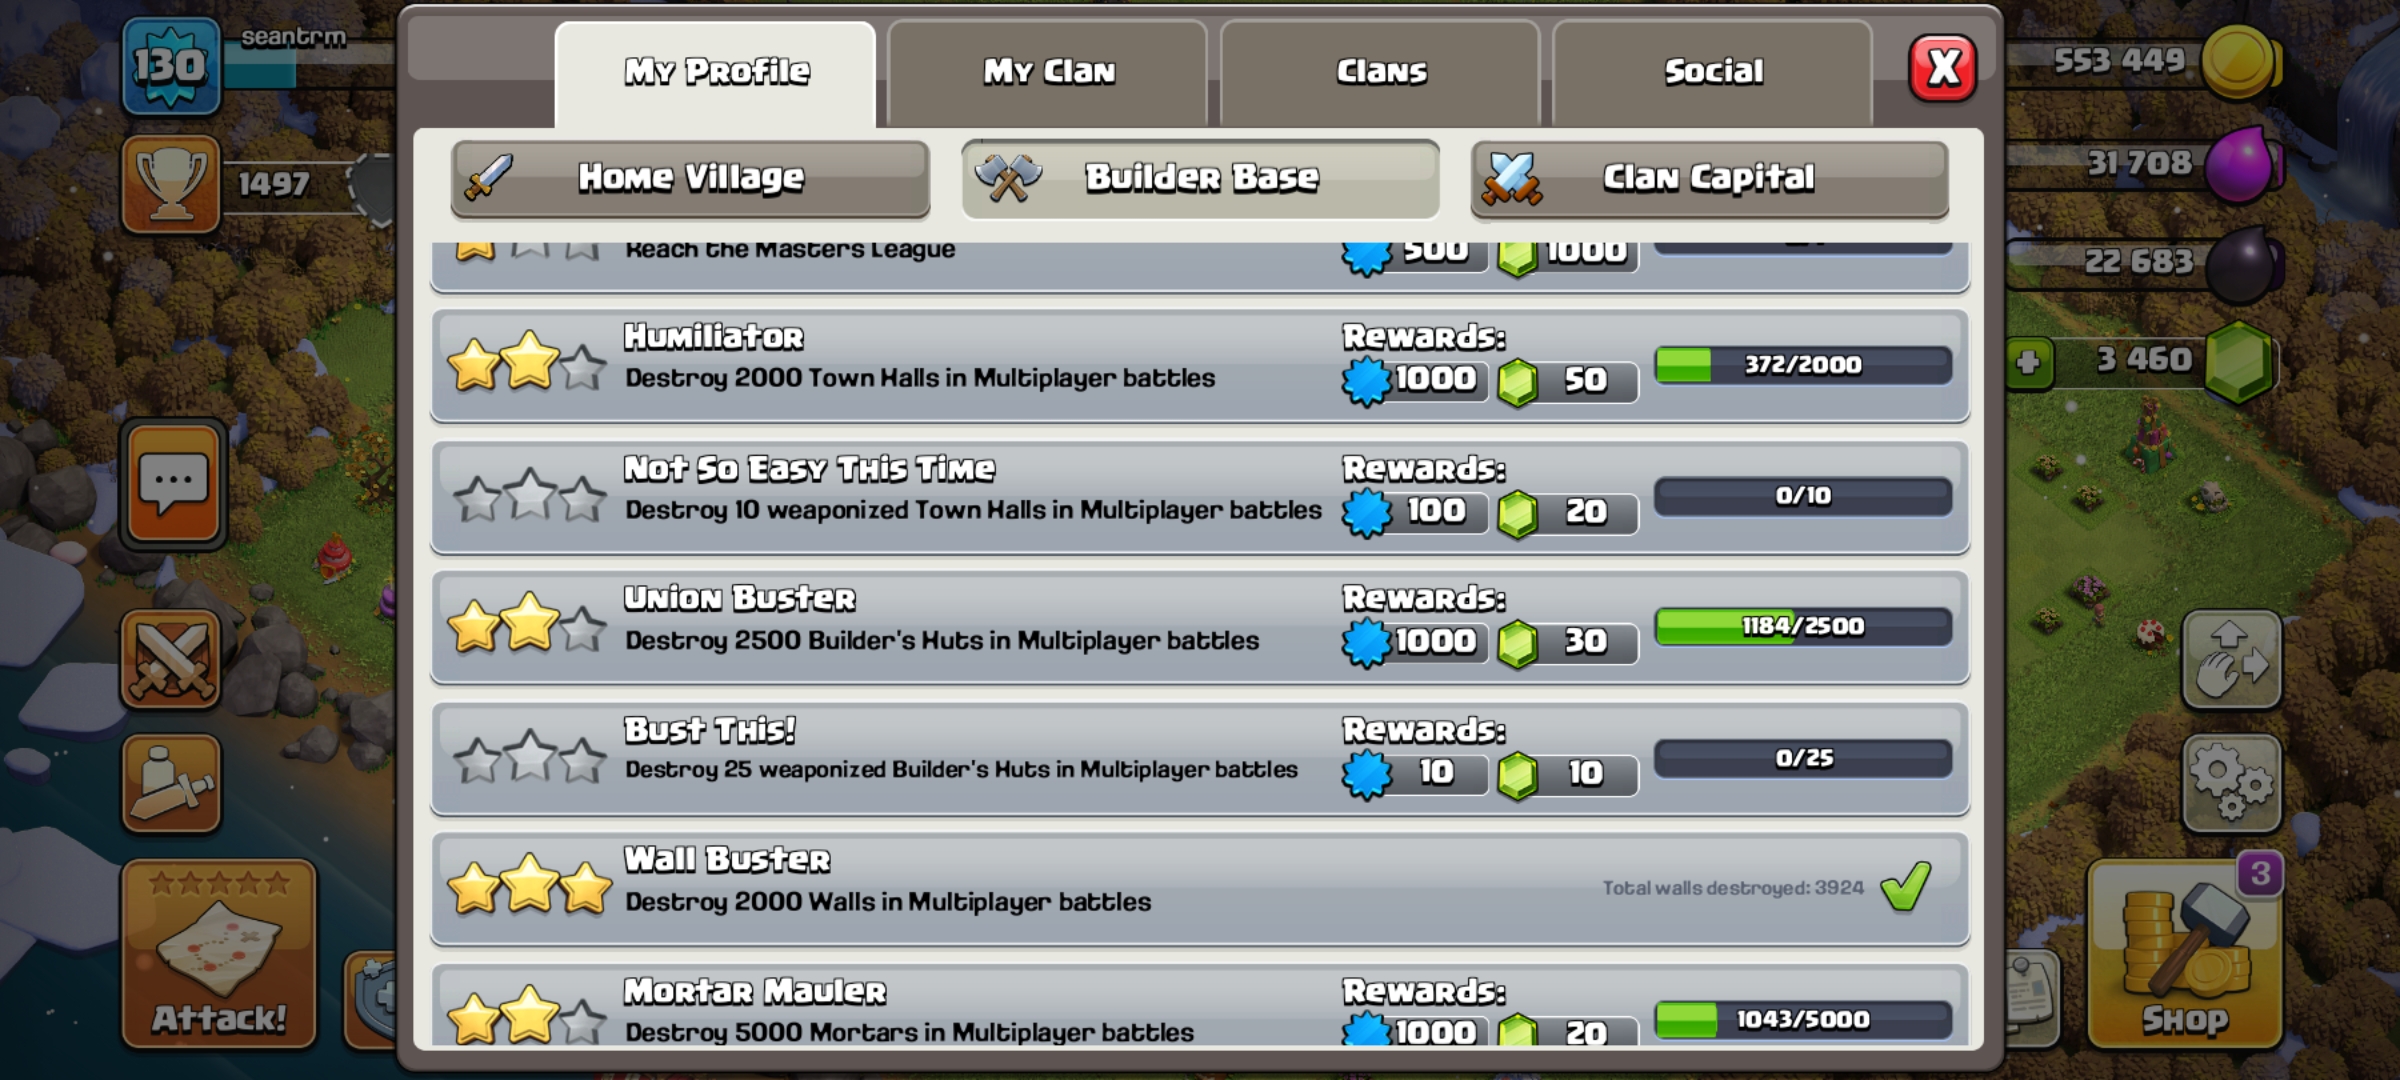 130
seantrm
1497
My Profile
My Clan
Clans
Social
X
553 449
31 708
22 683
3 460
Home Village
Builder Base
Clan Capital
Reach the Masters League
500
1000
Humiliator
Destroy 2000 Town Halls in Multiplayer battles
Rewards:
1000
50
372/2000
Not So Easy This Time
Destroy 10 weaponized Town Halls in Multiplayer battles
Rewards:
100
20
0/10
Union Buster
Destroy 2500 Builder's Huts in Multiplayer battles
Rewards:
1000
30
1184/2500
Bust This!
Destroy 25 weaponized Builder's Huts in Multiplayer battles
Rewards:
10
10
0/25
Wall Buster
Destroy 2000 Walls in Multiplayer battles
Total walls destroyed: 3924
Mortar Mauler
Destroy 5000 Mortars in Multiplayer battles
Rewards:
1000
20
1043/5000
Attack!
3
Shop